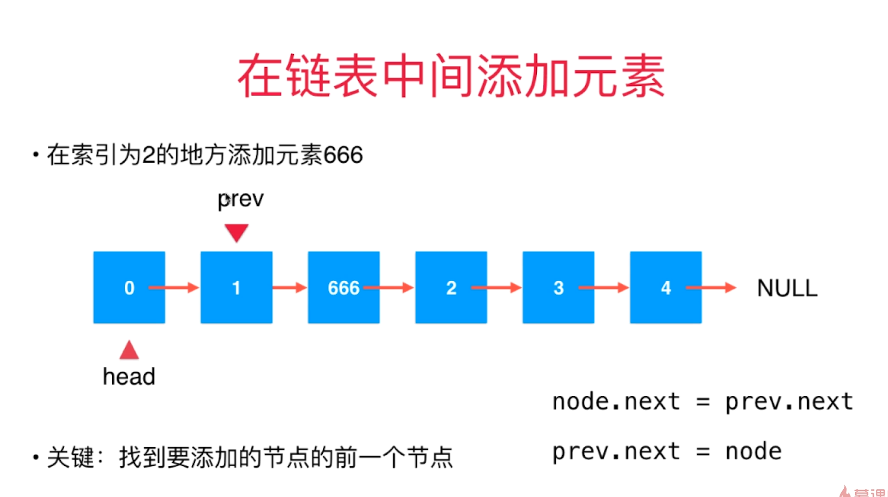 在链表中间添加元素
• 在索引为2的地方添加元素666
prev
0 1 666 2 3 4 NULL
head
node.next = prev.next
prev.next = node
• 关键：找到要添加的节点的前一个节点